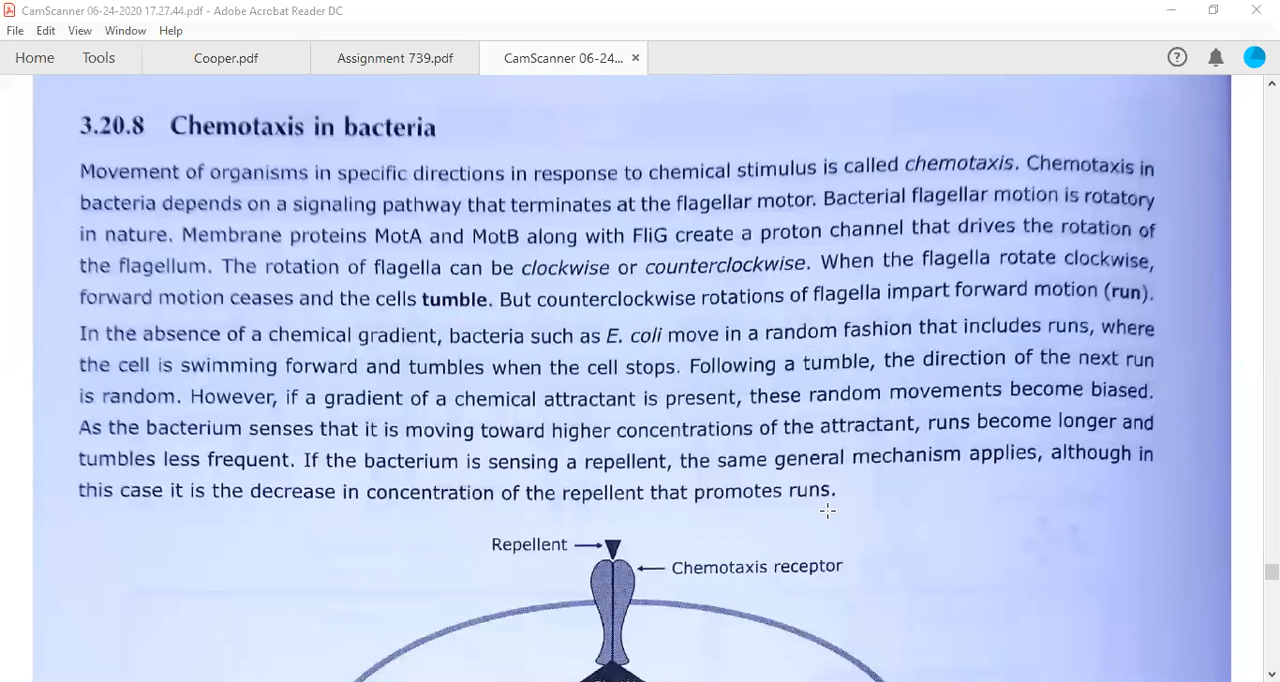 CamScanner 06-24-2020 17.27.44.pdf - Adobe Acrobat Reader DC
File Edit View Window Help
Home Tools Cooper.pdf Assignment 739.pdf CamScanner 06-24... ×
3.20.8 Chemotaxis in bacteria
Movement of organisms in specific directions in response to chemical stimulus is called chemotaxis. Chemotaxis in
bacteria depends on a signaling pathway that terminates at the flagellar motor. Bacterial flagellar motion is rotatory
in nature. Membrane proteins MotA and MotB along with FliG create a proton channel that drives the rotation of
the flagellum. The rotation of flagella can be clockwise or counterclockwise. When the flagella rotate clockwise,
forward motion ceases and the cells tumble. But counterclockwise rotations of flagella impart forward motion (run).
In the absence of a chemical gradient, bacteria such as E. coli move in a random fashion that includes runs, where
the cell is swimming forward and tumbles when the cell stops. Following a tumble, the direction of the next run
is random. However, if a gradient of a chemical attractant is present, these random movements become biased.
As the bacterium senses that it is moving toward higher concentrations of the attractant, runs become longer and
tumbles less frequent. If the bacterium is sensing a repellent, the same general mechanism applies, although in
this case it is the decrease in concentration of the repellent that promotes runs.
Repellent
Chemotaxis receptor